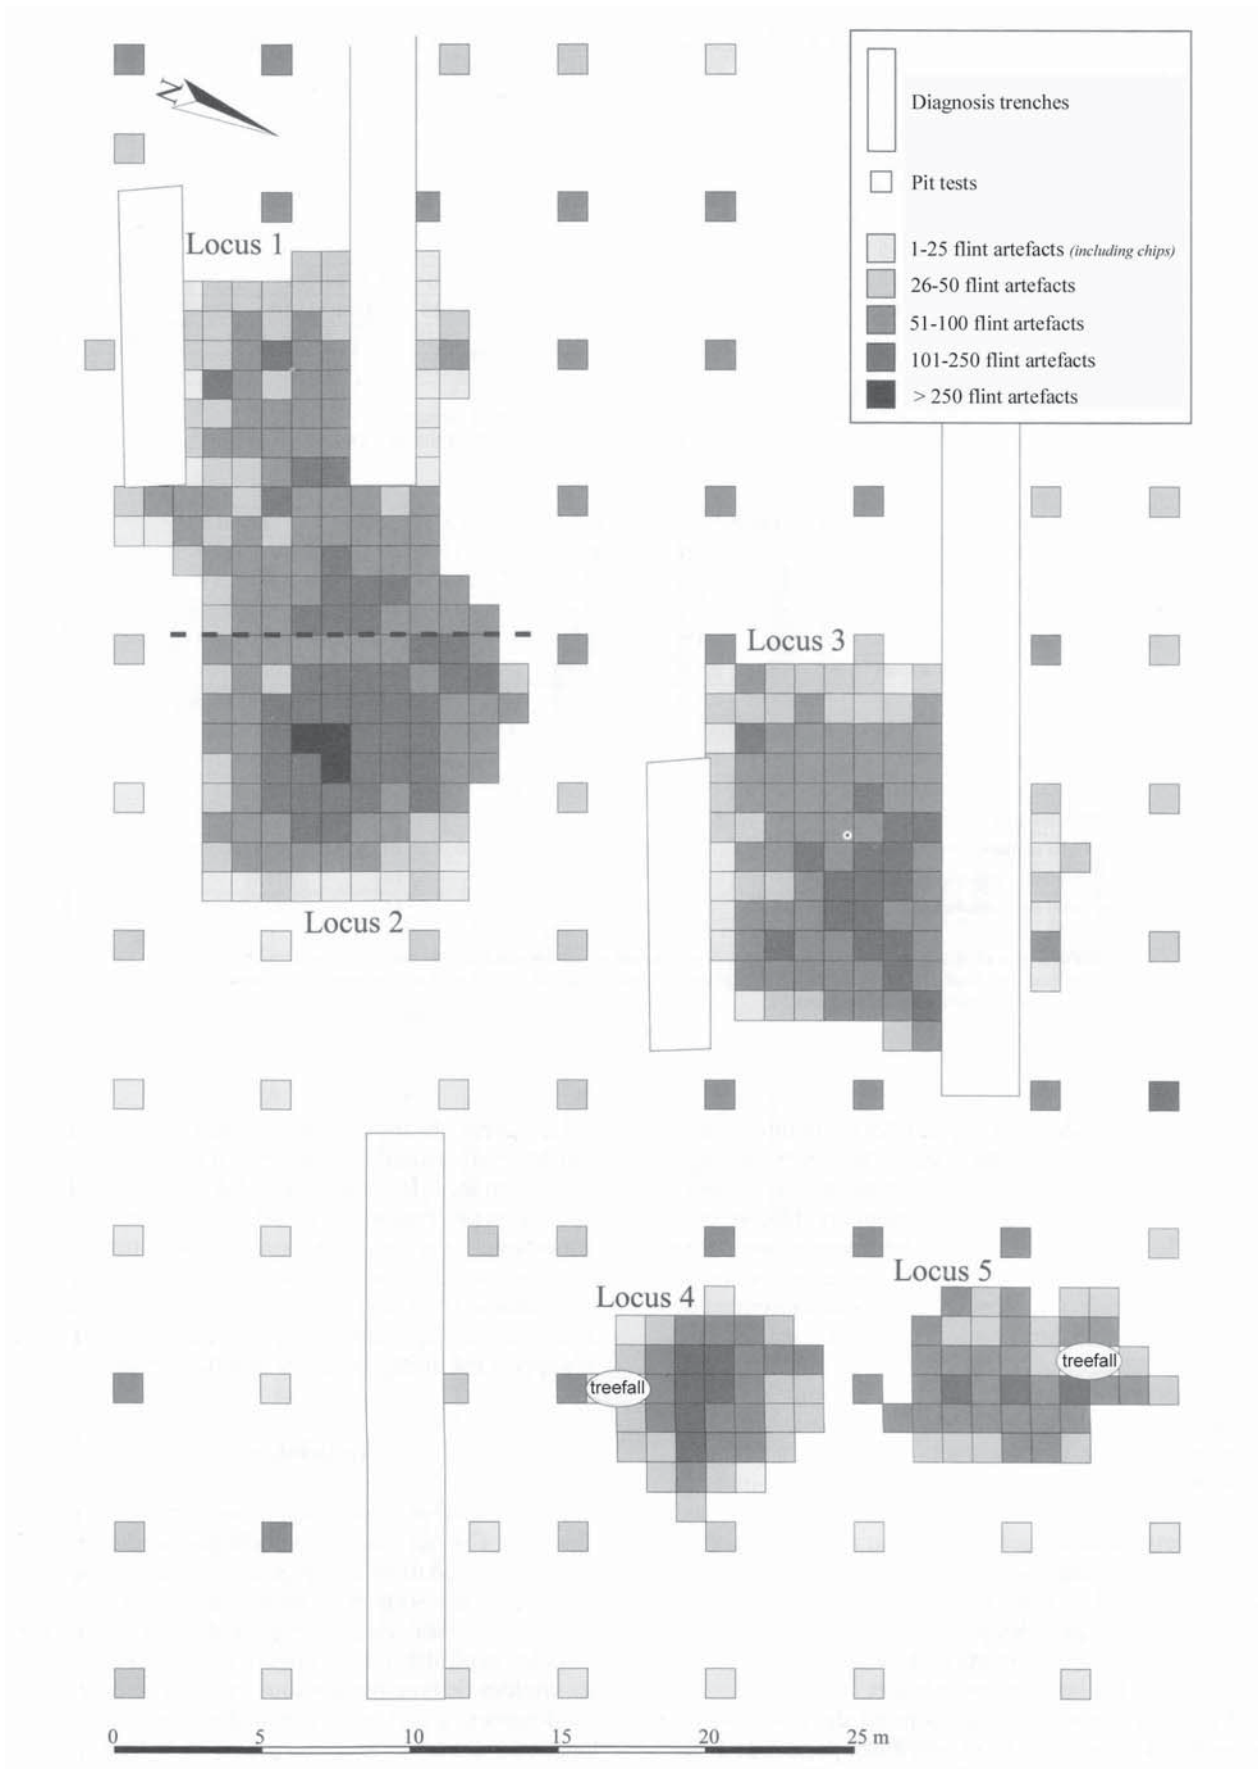 N
Diagnosis trenches
Pit tests
1-25 flint artefacts (including chips)
26-50 flint artefacts
51-100 flint artefacts
101-250 flint artefacts
> 250 flint artefacts
Locus 1
Locus 2
Locus 3
Locus 4
Locus 5
treefall
treefall
0 5 10 15 20 25 m